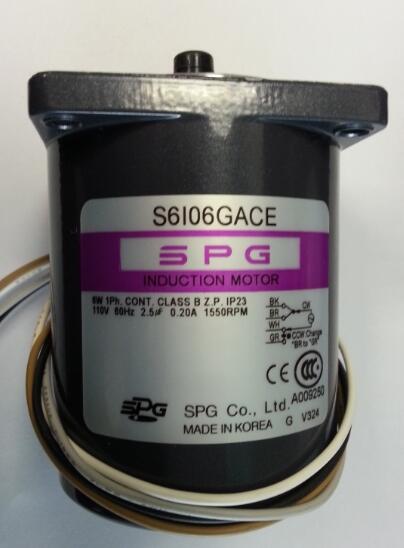 S6I06GACE
SPG
INDUCTION MOTOR
6W 1Ph. CONT. CLASS B Z.P. IP23
110V 60Hz 2.5㎌ 0.20A 1550RPM
BK
BR
WH
GR
CW
CCW:Change
"BR to "GR"
CE
CCC
A009250
SPG
SPG Co., Ltd.
MADE IN KOREA G V324